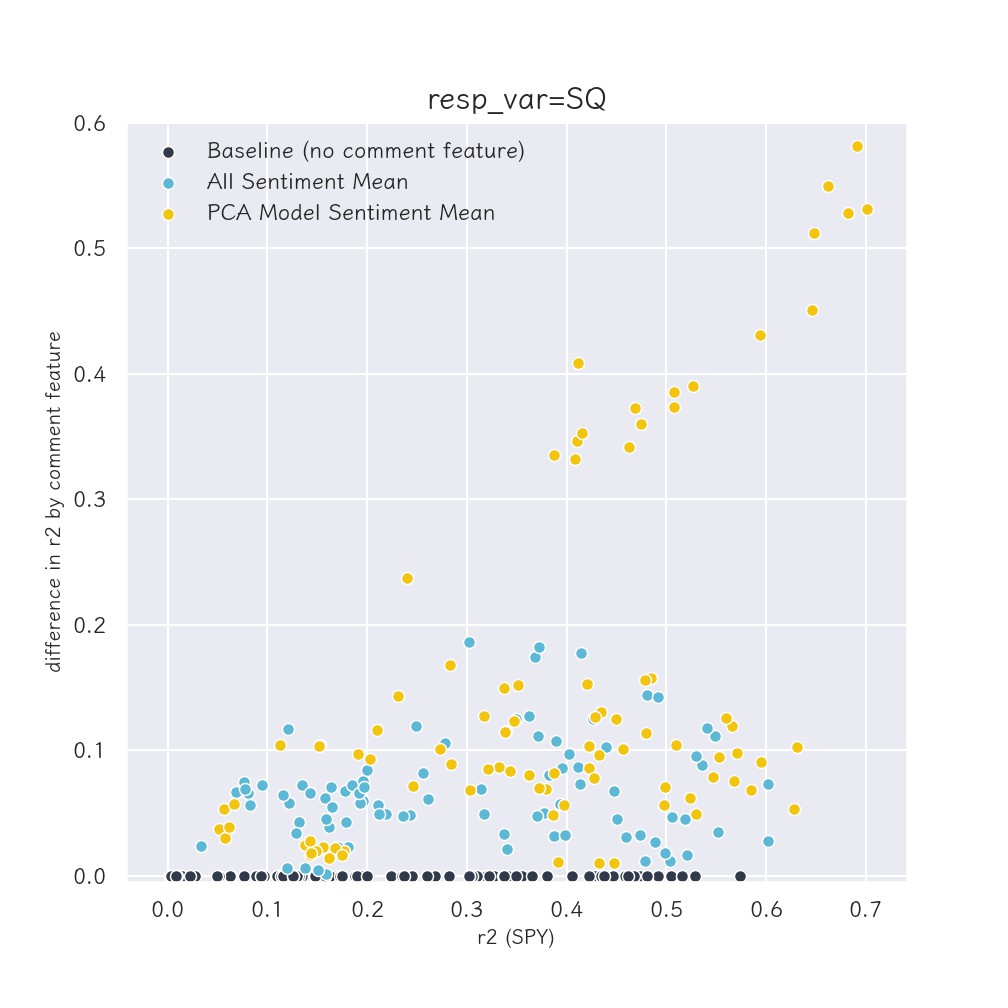 resp_var=SQ
Baseline (no comment feature)
All Sentiment Mean
PCA Model Sentiment Mean
difference in r2 by comment feature
0.6
0.5
0.4
0.3
0.2
0.1
0.0
0.0 0.1 0.2 0.3 0.4 0.5 0.6 0.7
r2 (SPY)